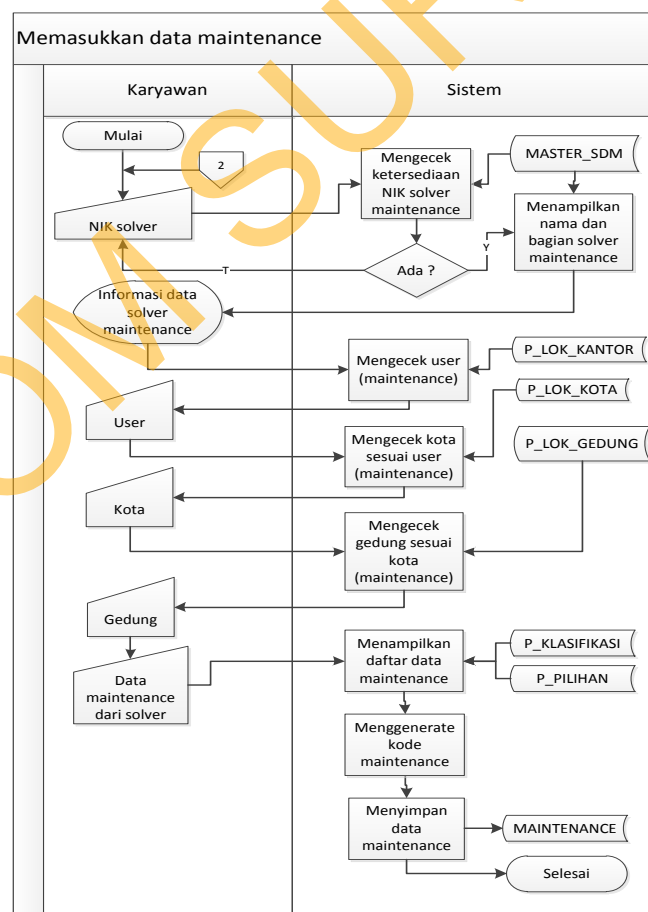 Memasukkan data maintenance
Karyawan
Sistem
Mulai
2
NIK solver
Mengecek
ketersediaan
NIK solver
maintenance
MASTER_SDM
Menampilkan
nama dan
bagian solver
maintenance
Ada ?
Y
T
Informasi data
solver
maintenance
Mengecek user
(maintenance)
P_LOK_KANTOR
User
P_LOK_KOTA
Mengecek kota
sesuai user
(maintenance)
P_LOK_GEDUNG
Kota
Mengecek
gedung sesuai
kota
(maintenance)
Gedung
Data
maintenance
dari solver
Menampilkan
daftar data
maintenance
P_KLASIFIKASI
P_PILIHAN
Menggenerate
kode
maintenance
Menyimpan
data
maintenance
MAINTENANCE
Selesai
OM SUR